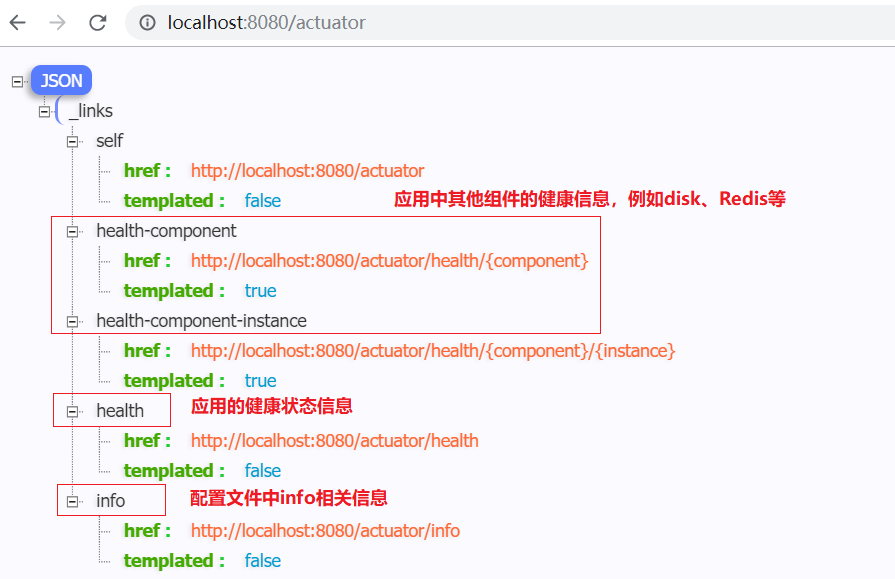 localhost:8080/actuator
JSON
_links
self
href : http://localhost:8080/actuator
templated : false
应用中其他组件的健康信息，例如disk、Redis等
health-component
href : http://localhost:8080/actuator/health/{component}
templated : true
health-component-instance
href : http://localhost:8080/actuator/health/{component}/{instance}
templated : true
health 应用的健康状态信息
href : http://localhost:8080/actuator/health
templated : false
info 配置文件中info相关信息
href : http://localhost:8080/actuator/info
templated : false